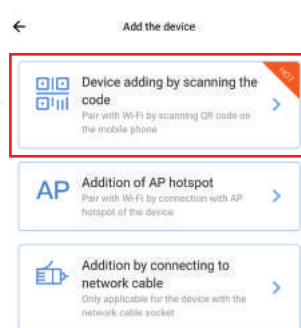 Add the device
Device adding by scanning the
code
Pair with Wi-Fi by scanning QR code on
the mobile phone
HOT
AP
Addition of AP hotspot
Pair with Wi-Fi by connection with AP
hotspot of the device
Addition by connecting to
network cable
Only applicable for the device with the
network cable socket